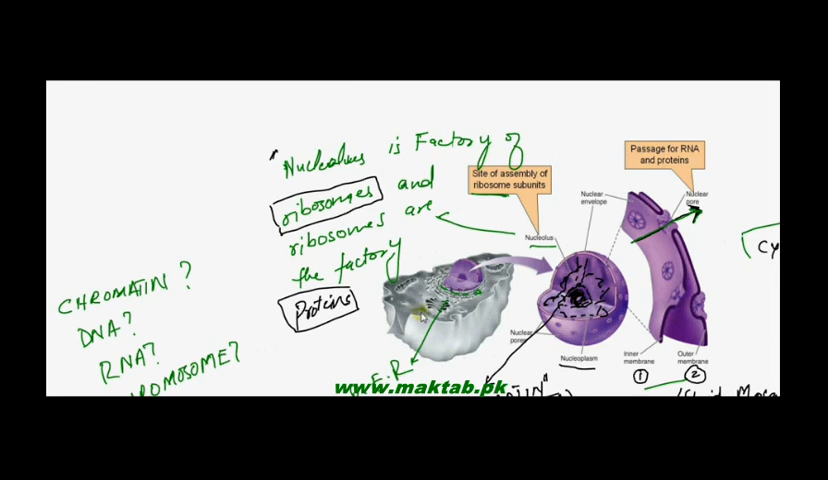 "Nucleolus is Factory of
ribosomes and
ribosomes are
the factory
Proteins
CHROMATIN ?
DNA?
RNA?
Site of assembly of
ribosome subunits
Passage for RNA
and proteins
Nuclear
envelope
Nuclear
pore
Nucleolus
Nuclear
pores
Nucleoplasm
Inner
membrane
Outer
membrane
1
2
E.R
www.maktab.pk